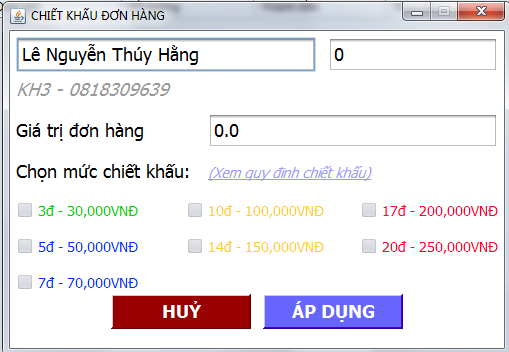 CHIẾT KHẤU ĐƠN HÀNG
Lê Nguyễn Thúy Hằng 0
KH3 - 0818309639
Giá trị đơn hàng 0.0
Chọn mức chiết khấu: (Xem quy đinh chiết khấu)
3đ - 30,000VNĐ 10đ - 100,000VNĐ 17đ - 200,000VNĐ
5đ - 50,000VNĐ 14đ - 150,000VNĐ 20đ - 250,000VNĐ
7đ - 70,000VNĐ
HUỶ ÁP DỤNG